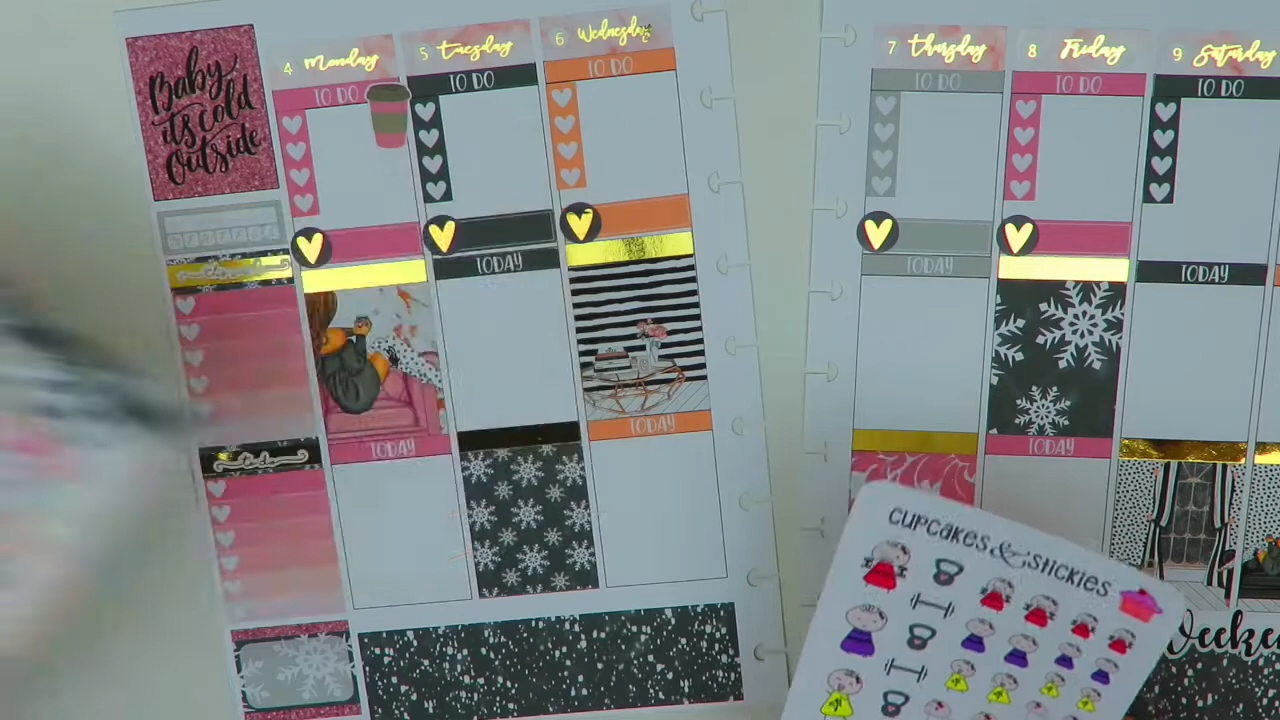 Baby
its cold
outside
4 Monday
TO DO
TODAY
5 Tuesday
TO DO
TODAY
6 Wednesday
TO DO
TODAY
7 Thursday
TO DO
TODAY
8 Friday
TO DO
TODAY
9 Saturday
TO DO
TODAY
CUPCAKES & STICKIES